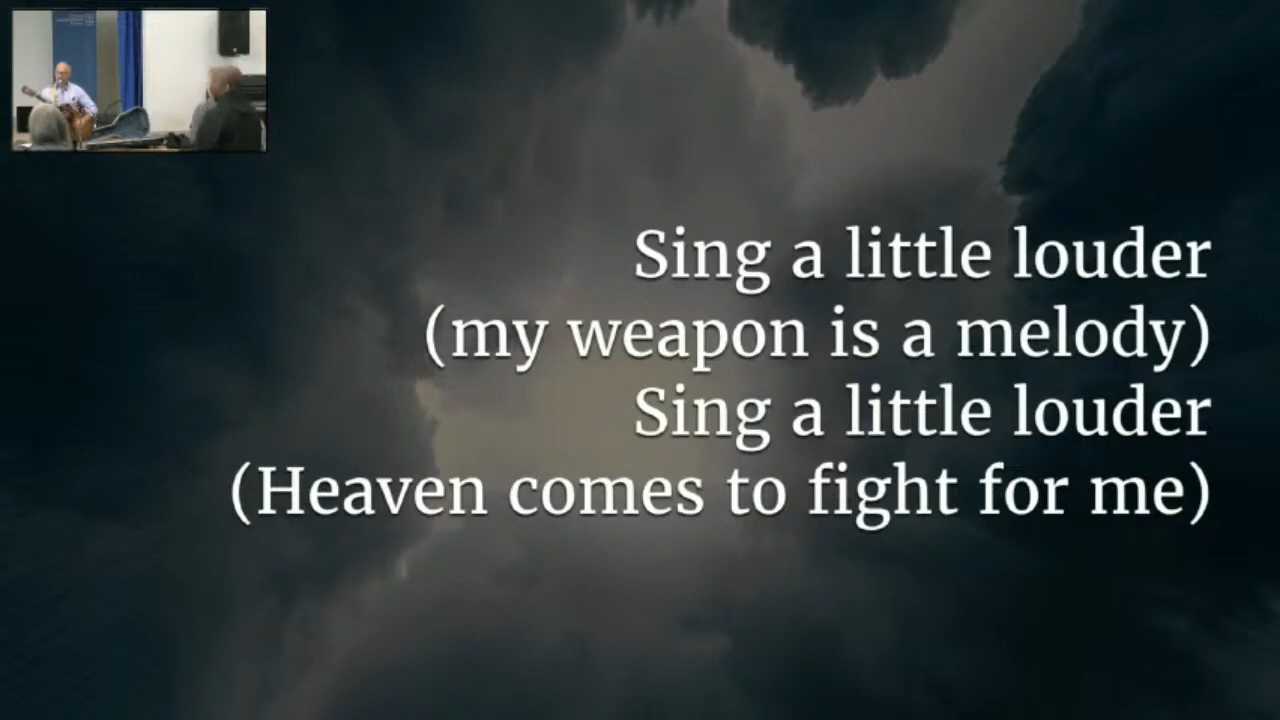 Sing a little louder
(my weapon is a melody)
Sing a little louder
(Heaven comes to fight for me)